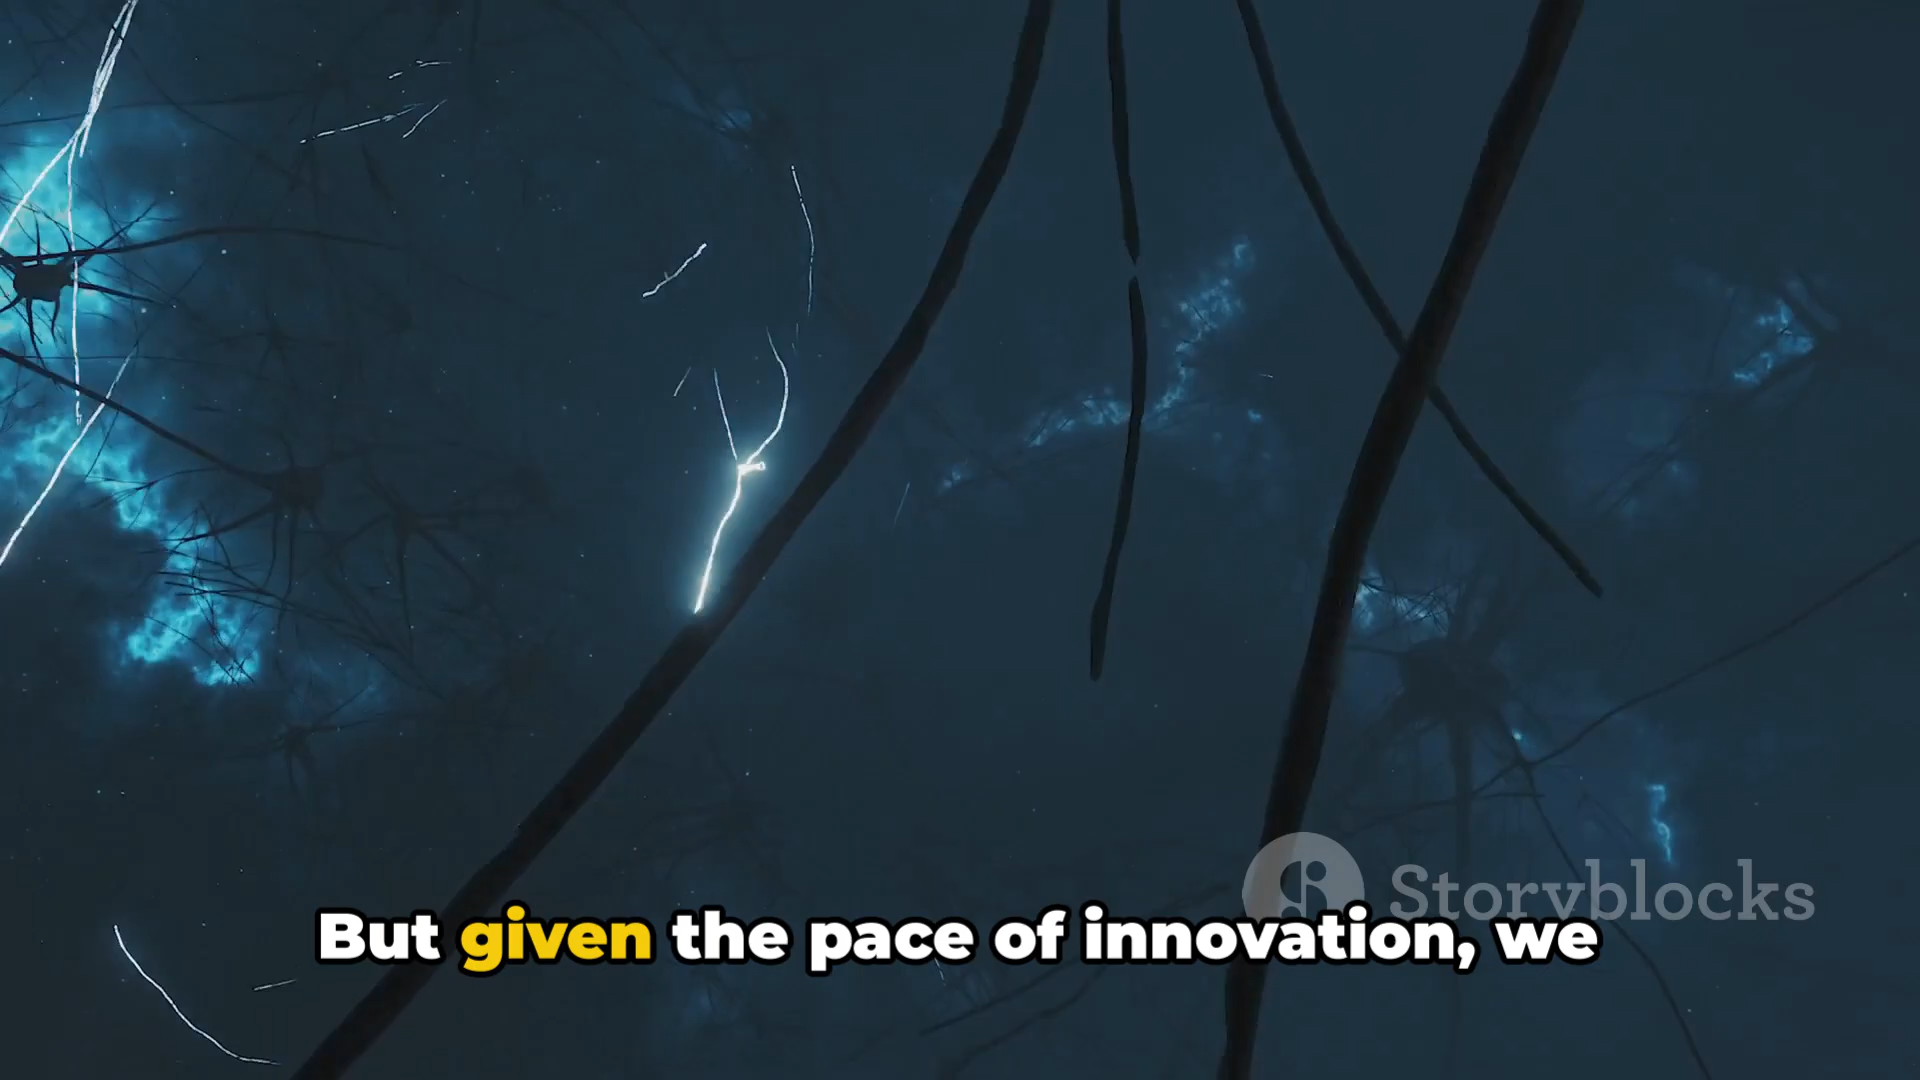 Storyblocks
But given the pace of innovation, we